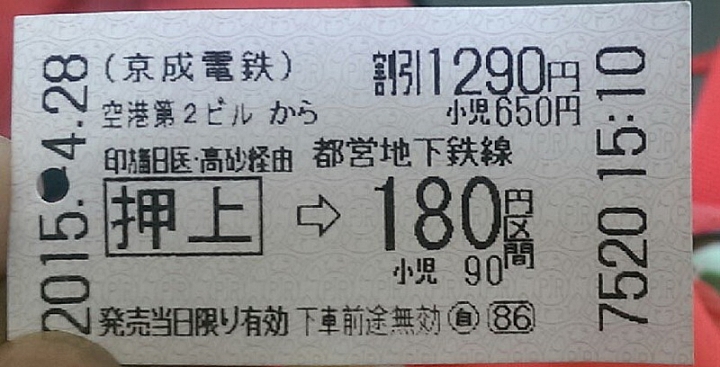 (京成電鉄) 割引1290円
空港第2ビル から 小児650円
印旛日医・高砂経由 都営地下鉄線
押上 ⇨ 180円区間
小児 90
発売当日限り有効 下車前途無効 自 86
2015.-4.28
7520 15:10